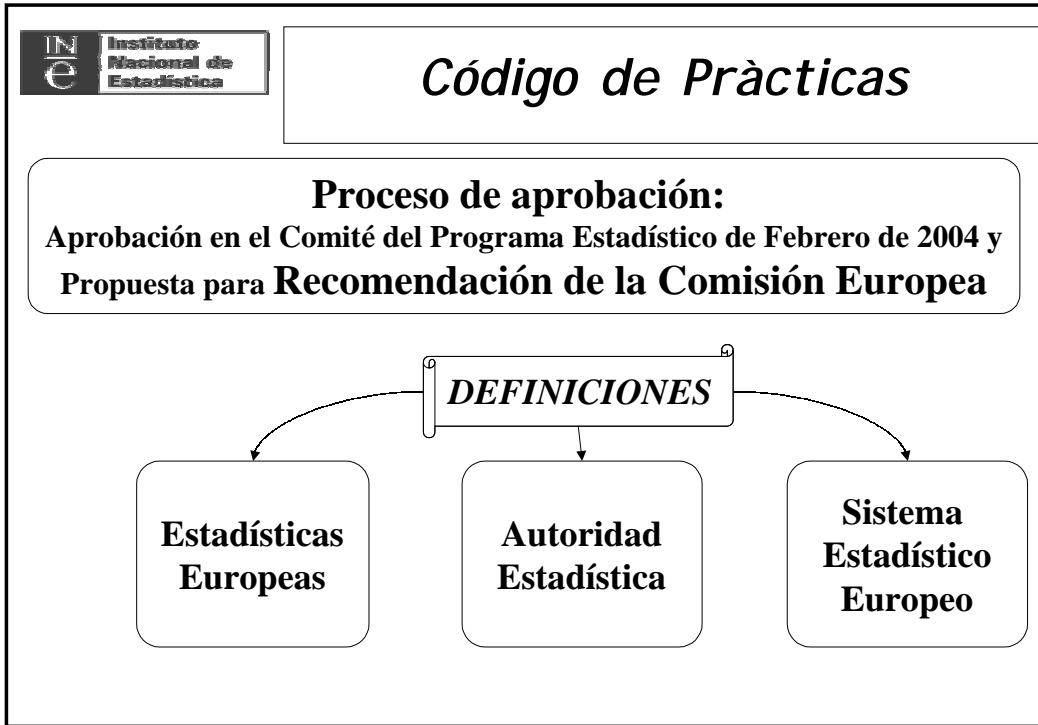 INe
Instituto
Nacional de
Estadística
Código de Pràcticas
Proceso de aprobación:
Aprobación en el Comité del Programa Estadístico de Febrero de 2004 y
Propuesta para Recomendación de la Comisión Europea
DEFINICIONES
Estadísticas
Europeas
Autoridad
Estadística
Sistema
Estadístico
Europeo